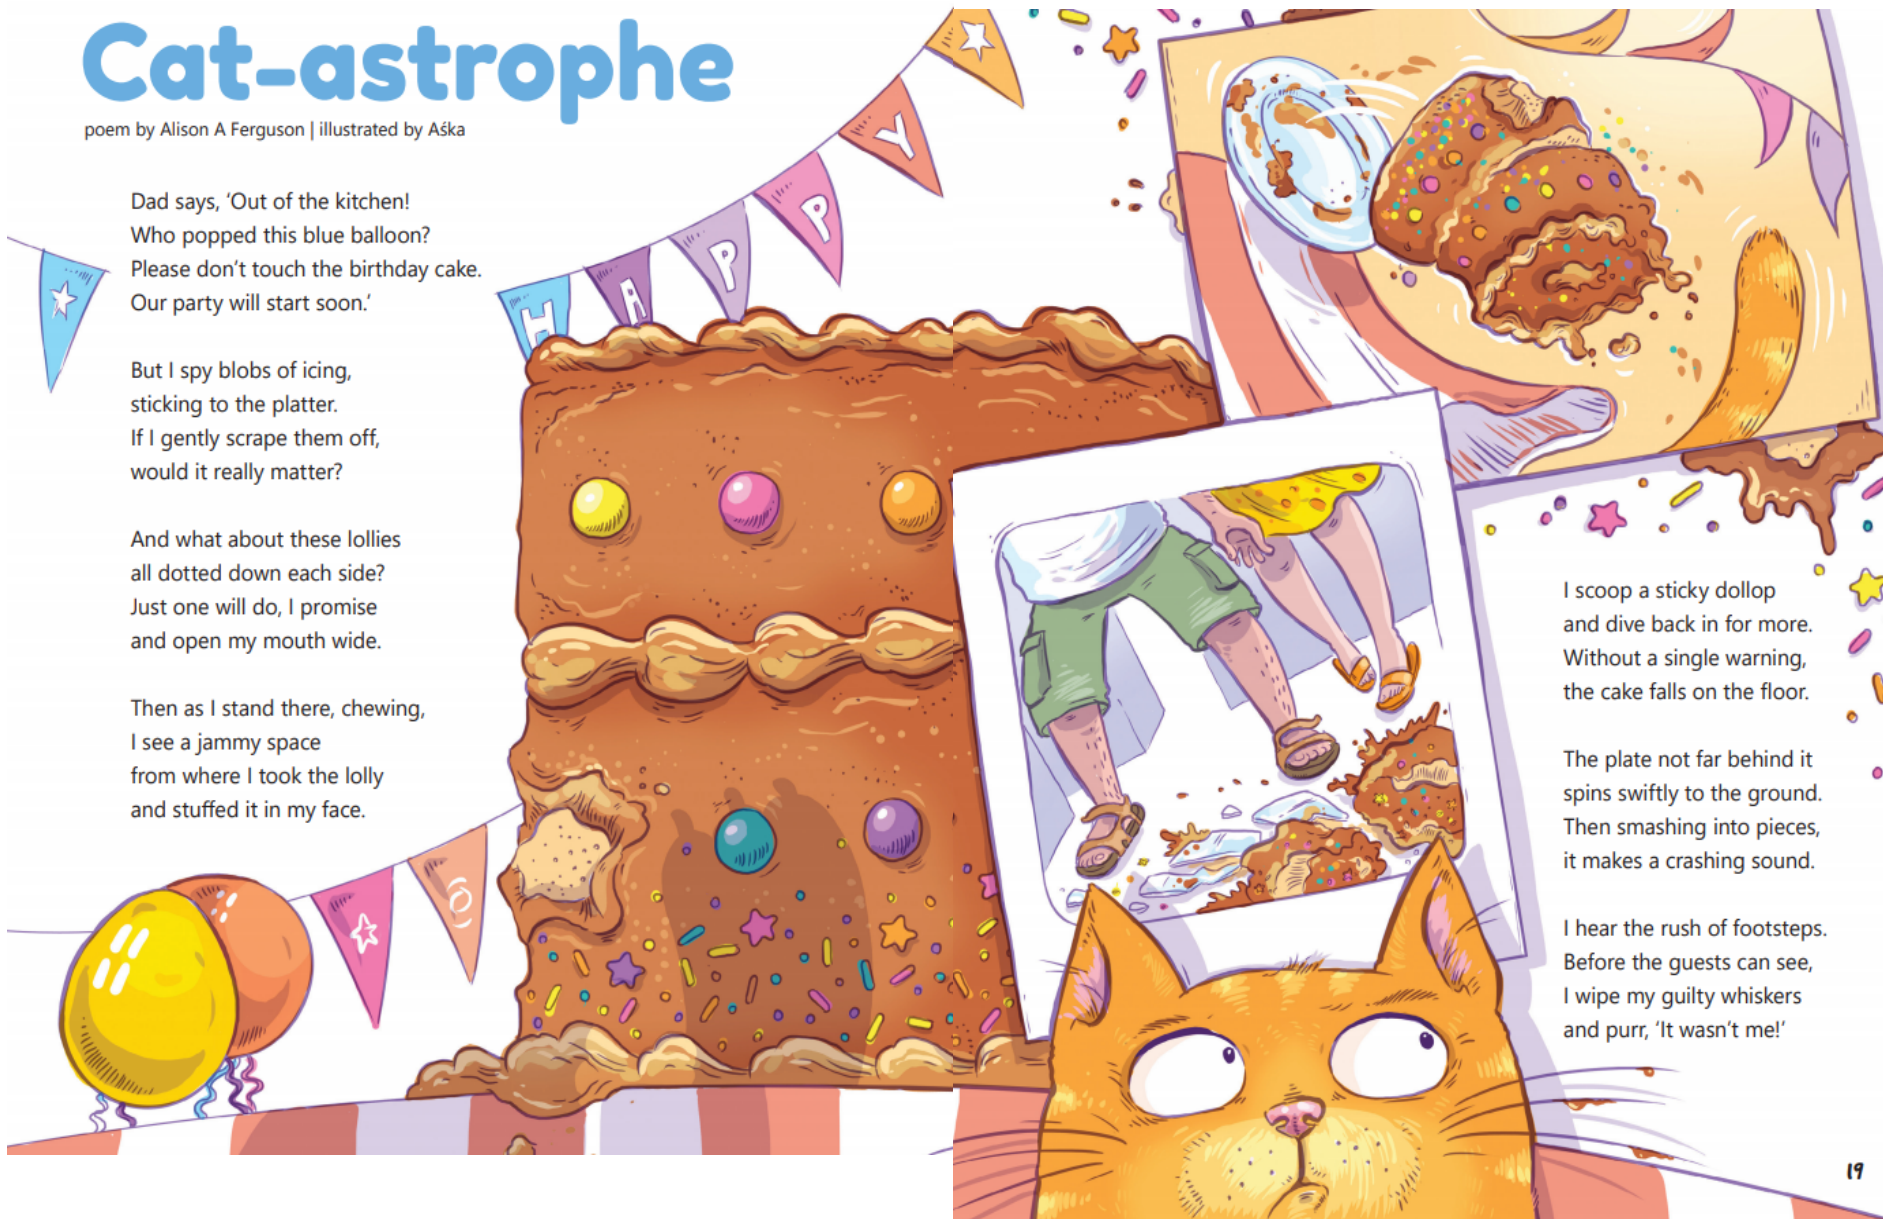 Cat-astrophe
poem by Alison A Ferguson | illustrated by Aśka
Dad says, ‘Out of the kitchen!
Who popped this blue balloon?
Please don’t touch the birthday cake.
Our party will start soon.’
But I spy blobs of icing,
sticking to the platter.
If I gently scrape them off,
would it really matter?
And what about these lollies
all dotted down each side?
Just one will do, I promise
and open my mouth wide.
Then as I stand there, chewing,
I see a jammy space
from where I took the lolly
and stuffed it in my face.
HAPPY
I scoop a sticky dollop
and dive back in for more.
Without a single warning,
the cake falls on the floor.
The plate not far behind it
spins swiftly to the ground.
Then smashing into pieces,
it makes a crashing sound.
I hear the rush of footsteps.
Before the guests can see,
I wipe my guilty whiskers
and purr, ‘It wasn’t me!’
19